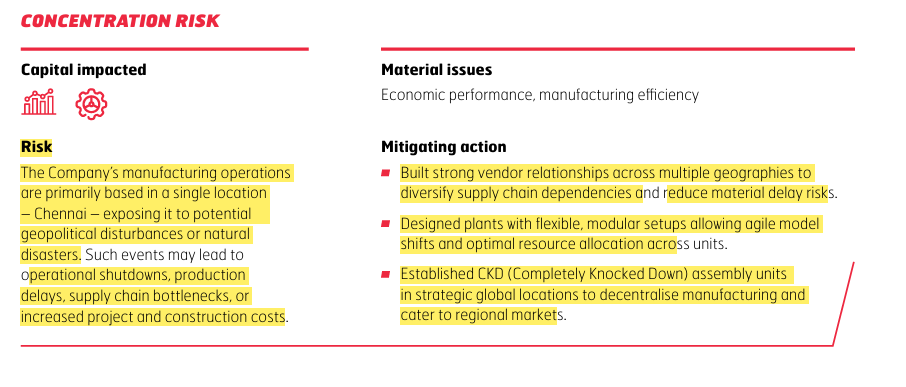 CONCENTRATION RISK
Capital impacted
Risk
The Company's manufacturing operations
are primarily based in a single location
– Chennai – exposing it to potential
geopolitical disturbances or natural
disasters. Such events may lead to
operational shutdowns, production
delays, supply chain bottlenecks, or
increased project and construction costs.
Material issues
Economic performance, manufacturing efficiency
Mitigating action
Built strong vendor relationships across multiple geographies to
diversify supply chain dependencies and reduce material delay risks.
Designed plants with flexible, modular setups allowing agile model
shifts and optimal resource allocation across units.
Established CKD (Completely Knocked Down) assembly units
in strategic global locations to decentralise manufacturing and
cater to regional markets.